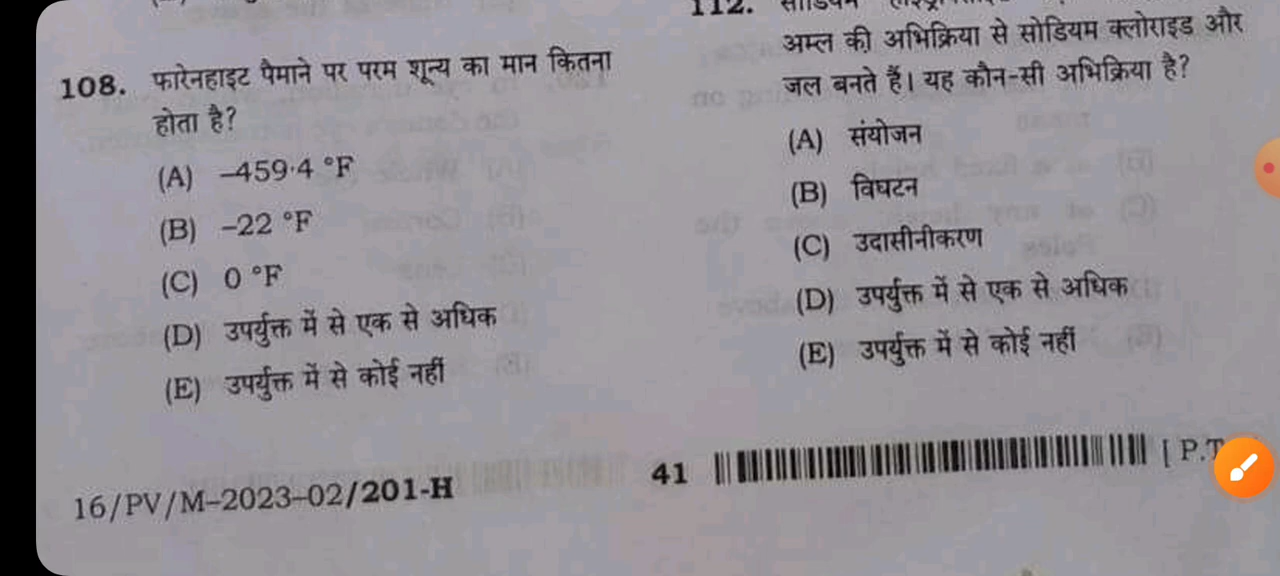 108. फारेनहाइट पैमाने पर परम शून्य का मान कितना
होता है?
(A) –459·4 °F
(B) –22 °F
(C) 0 °F
(D) उपर्युक्त में से एक से अधिक
(E) उपर्युक्त में से कोई नहीं
112.
अम्ल की अभिक्रिया से सोडियम क्लोराइड और
जल बनते हैं। यह कौन-सी अभिक्रिया है?
(A) संयोजन
(B) विघटन
(C) उदासीनीकरण
(D) उपर्युक्त में से एक से अधिक
(E) उपर्युक्त में से कोई नहीं
16/PV/M–2023–02/201-H
41
[ P.T